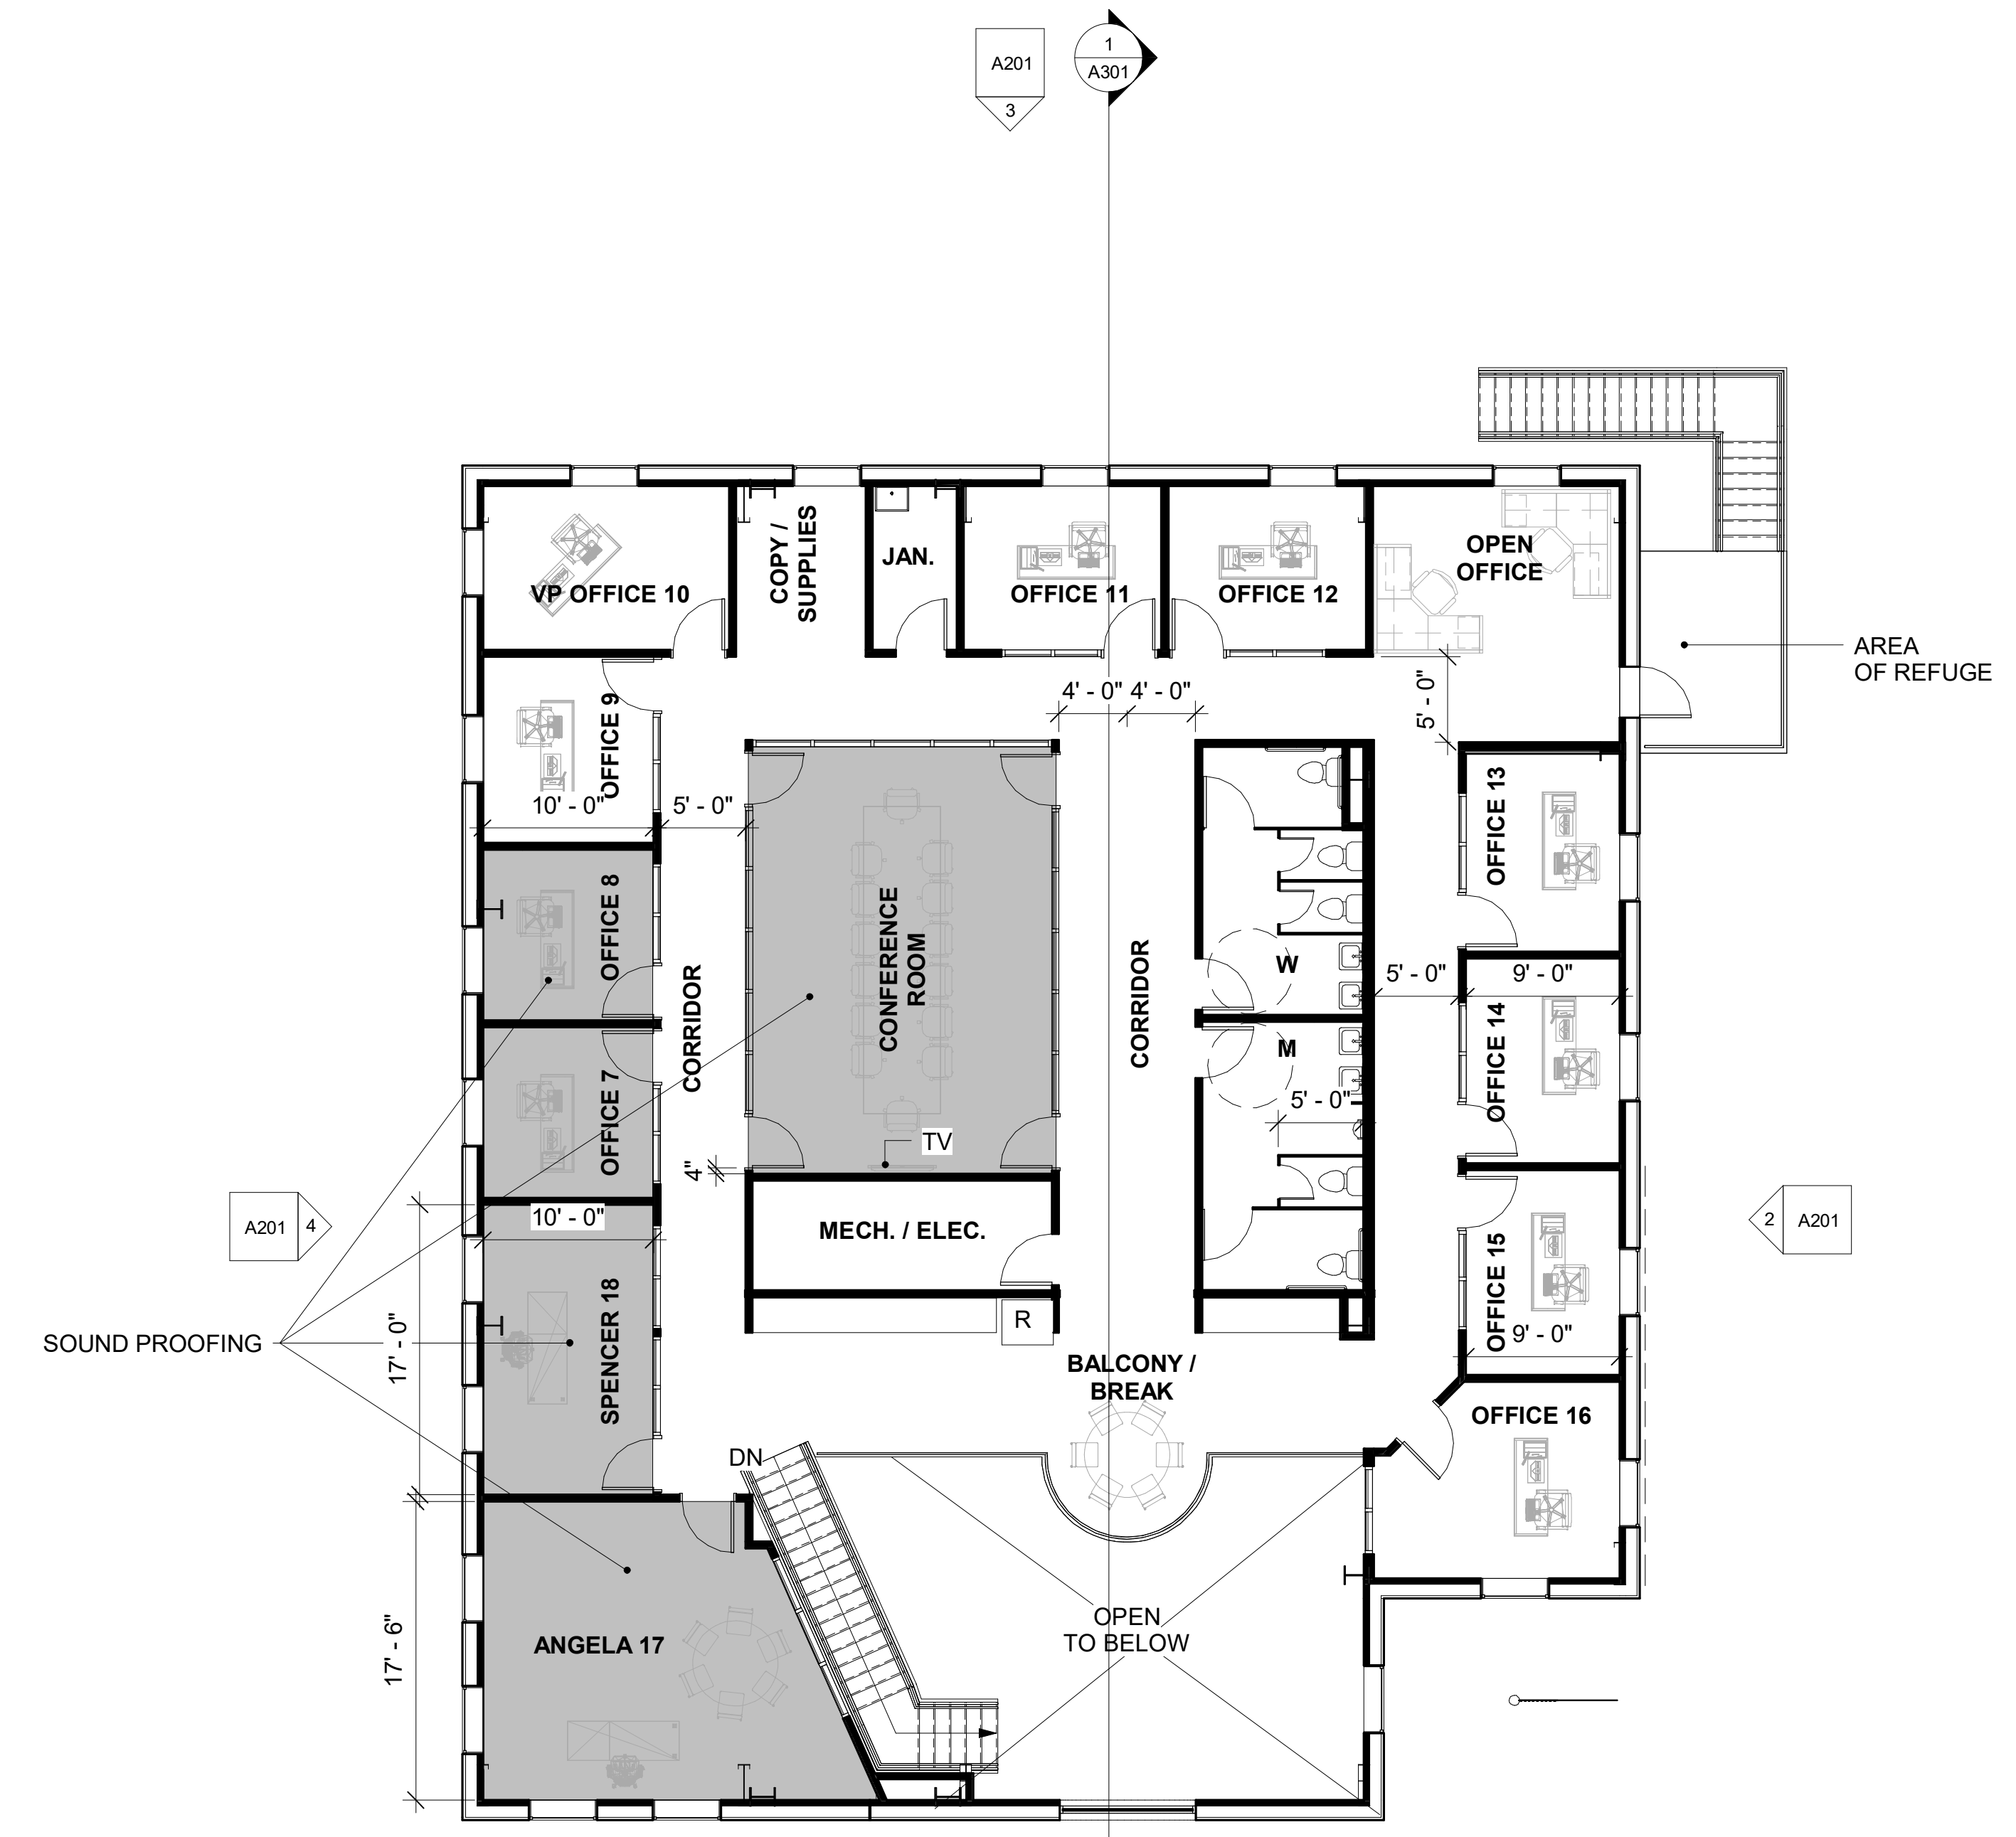 A201
3
1
A301
VP OFFICE 10
COPY /
SUPPLIES
JAN.
OFFICE 11
OFFICE 12
OPEN
OFFICE
AREA
OF REFUGE
4' - 0"
4' - 0"
5' - 0"
OFFICE 9
10' - 0"
5' - 0"
OFFICE 13
OFFICE 8
CONFERENCE
ROOM
CORRIDOR
CORRIDOR
W
5' - 0"
9' - 0"
OFFICE 14
M
5' - 0"
OFFICE 7
TV
4"
A201
4
10' - 0"
MECH. / ELEC.
2
A201
OFFICE 15
9' - 0"
SOUND PROOFING
17' - 0"
SPENCER 18
R
BALCONY /
BREAK
OFFICE 16
DN
OPEN
TO BELOW
17' - 6"
ANGELA 17